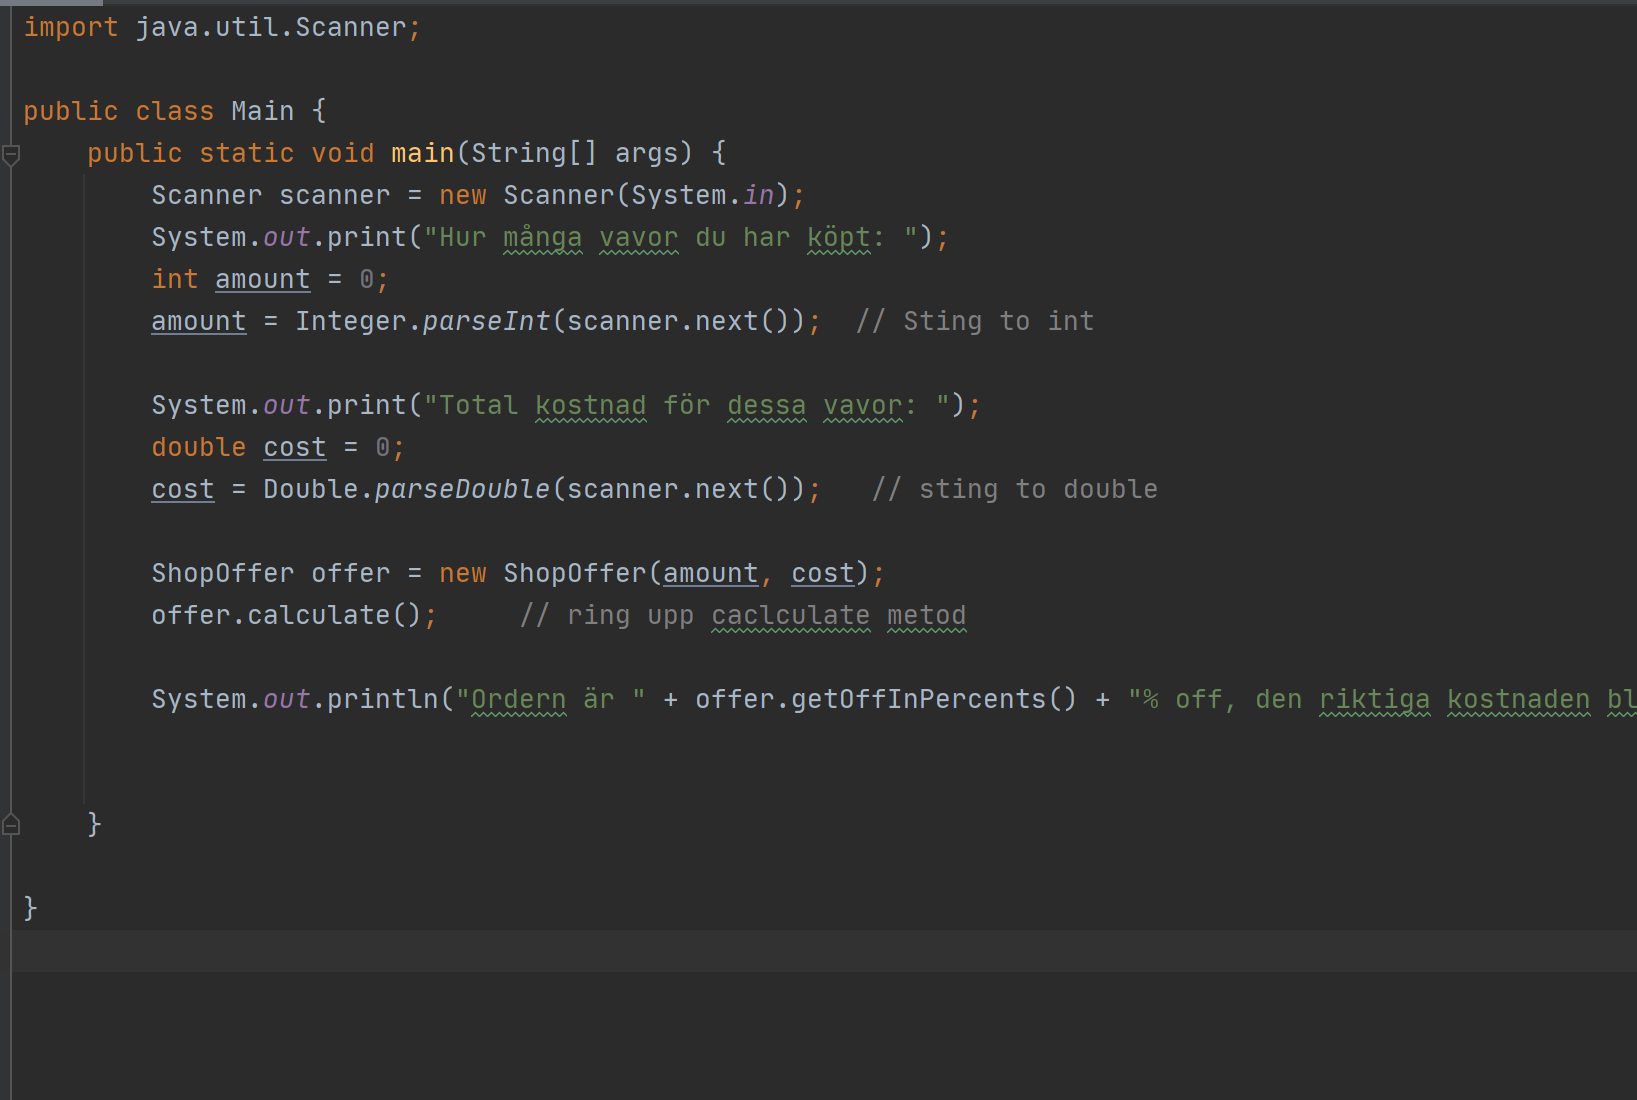 import java.util.Scanner;
public class Main {
public static void main(String[] args) {
Scanner scanner = new Scanner(System.in);
System.out.print("Hur många vavor du har köpt: ");
int amount = 0;
amount = Integer.parseInt(scanner.next());  // Sting to int
System.out.print("Total kostnad för dessa vavor: ");
double cost = 0;
cost = Double.parseDouble(scanner.next());   // sting to double
ShopOffer offer = new ShopOffer(amount, cost);
offer.calculate();     // ring upp caclculate metod
System.out.println("Ordern är " + offer.getOffInPercents() + "% off, den riktiga kostnaden
}
}